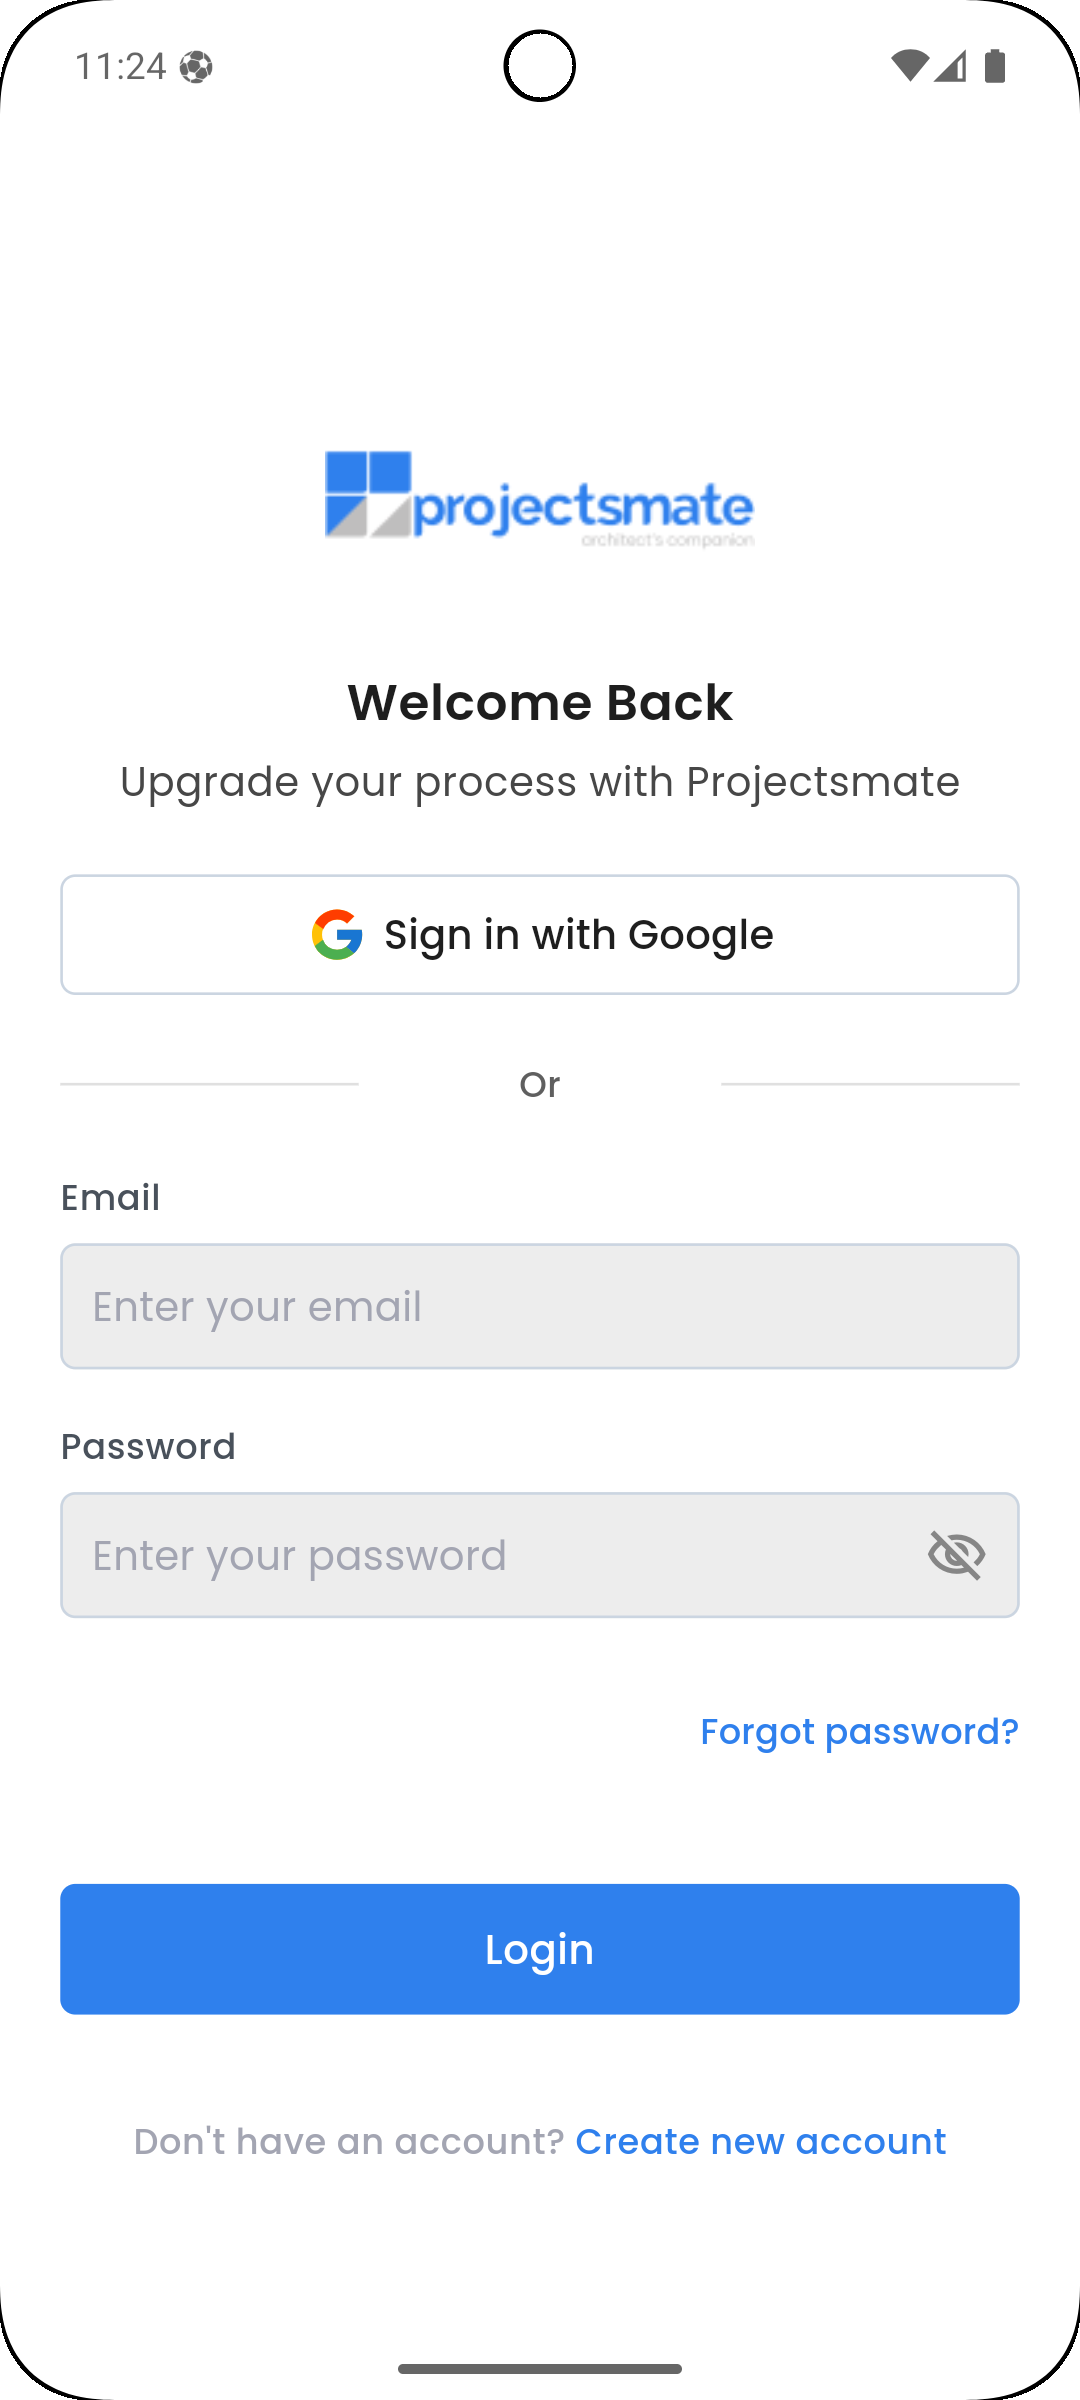 11:24
projectsmate
architect's companion
Welcome Back
Upgrade your process with Projectsmate
Sign in with Google
Or
Email
Enter your email
Password
Enter your password
Forgot password?
Login
Don't have an account? Create new account